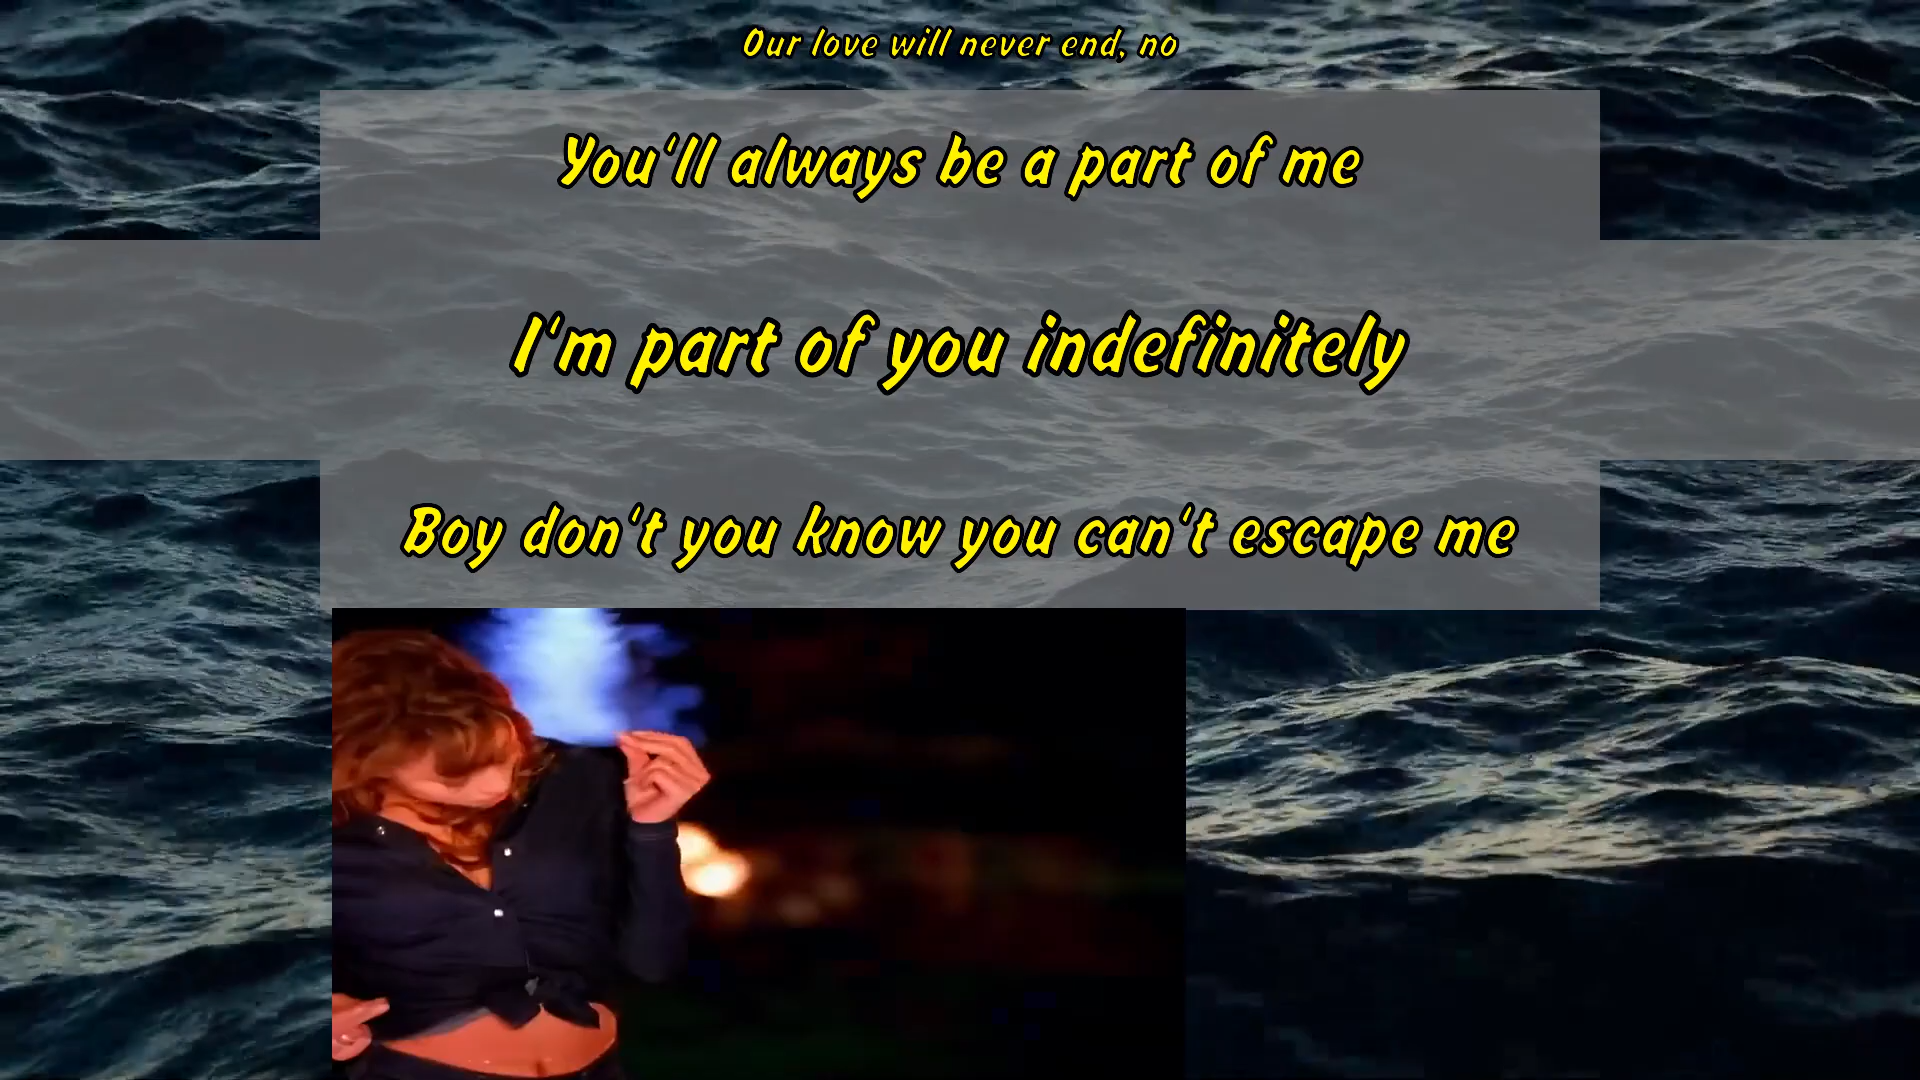 Our love will never end, no
You'll always be a part of me
I'm part of you indefinitely
Boy don't you know you can't escape me